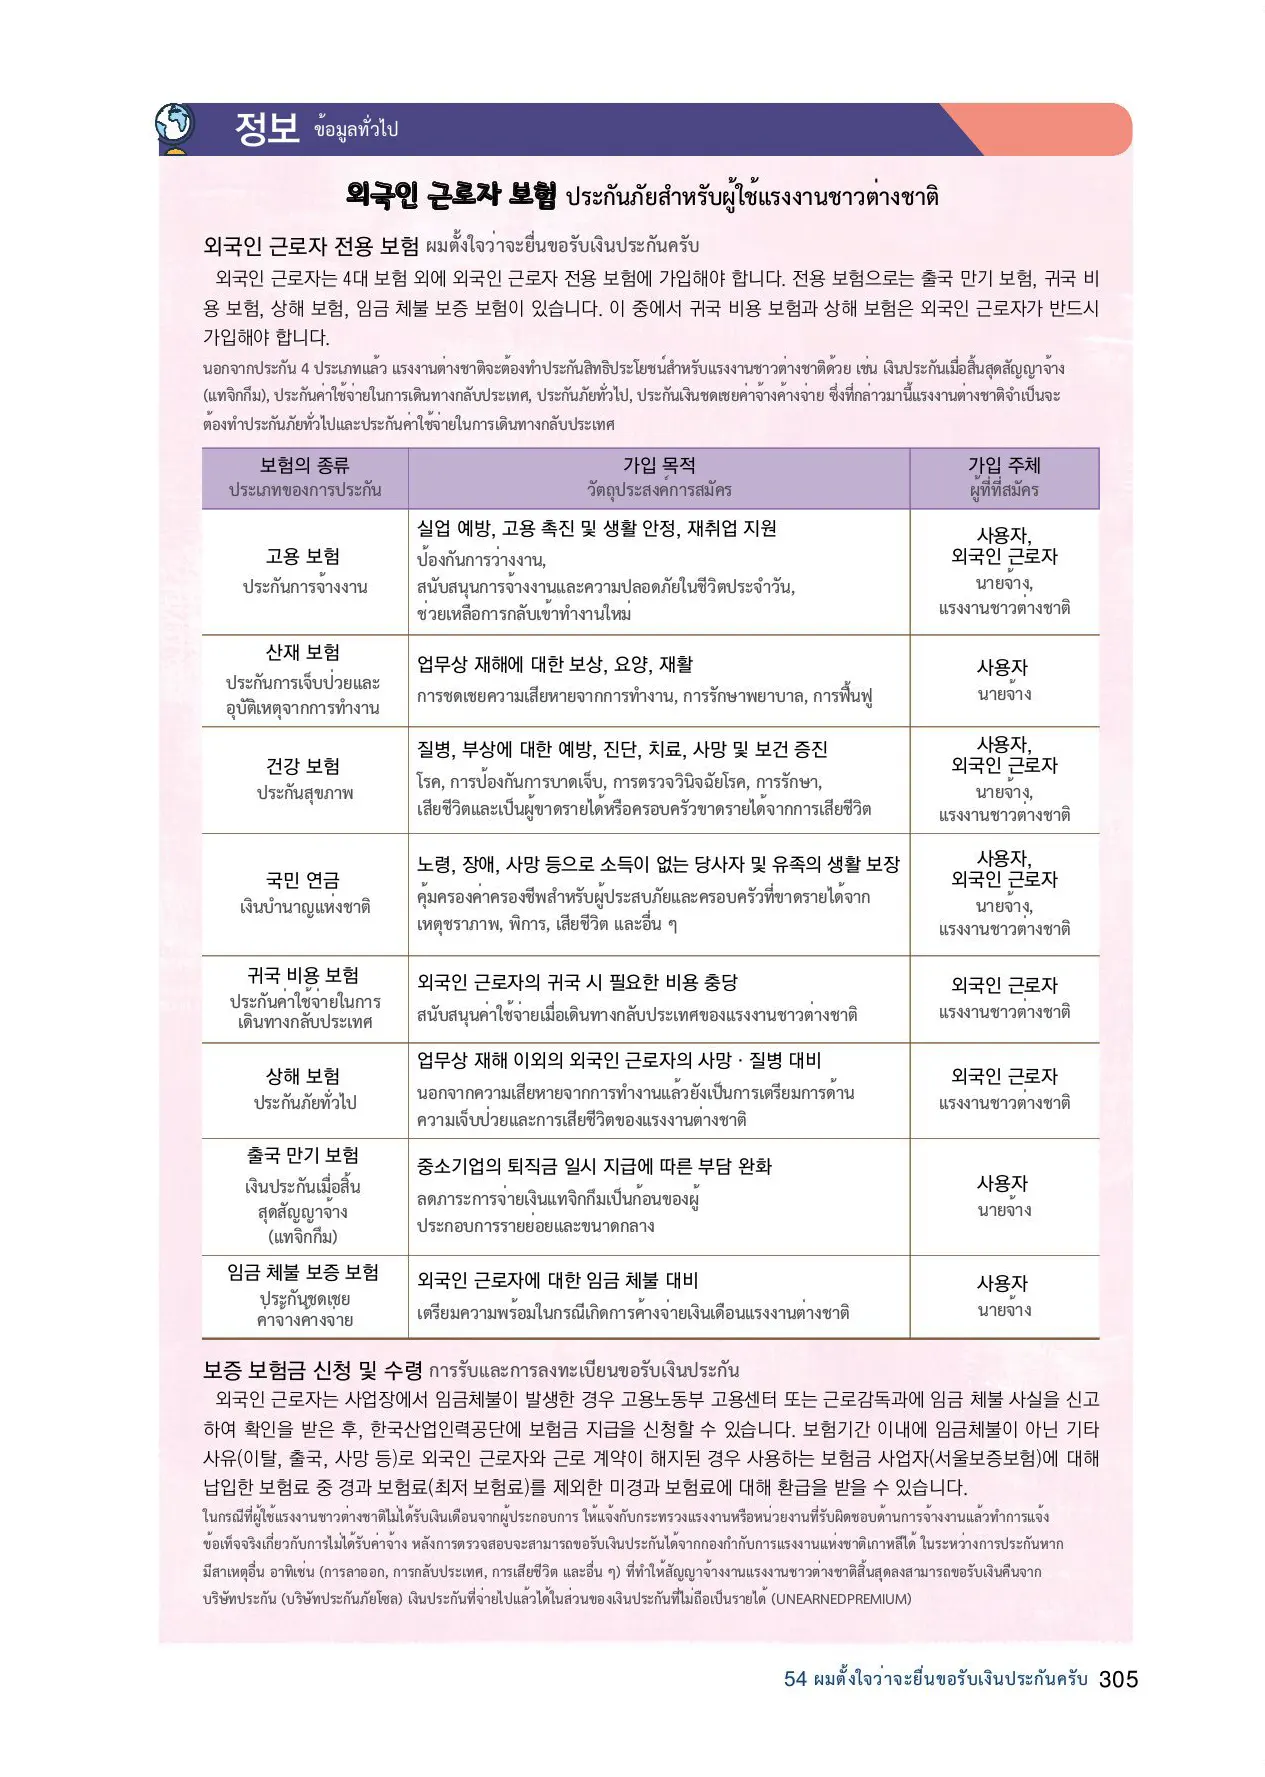 정보 ข้อมูลทั่วไป
외국인 근로자 보험 ประกันภัยสำหรับผู้ใช้แรงงานชาวต่างชาติ
외국인 근로자 전용 보험 ผมตั้งใจว่าจะยื่นขอรับเงินประกันครับ
외국인 근로자는 4대 보험 외에 외국인 근로자 전용 보험에 가입해야 합니다. 전용 보험으로는 출국 만기 보험, 귀국 비
용 보험, 상해 보험, 임금 체불 보증 보험이 있습니다. 이 중에서 귀국 비용 보험과 상해 보험은 외국인 근로자가 반드시
가입해야 합니다.
นอกจากประกัน 4 ประเภทแล้ว แรงงานต่างชาติจะต้องทำประกันสิทธิประโยชน์สำหรับแรงงานชาวต่างชาติด้วย เช่น เงินประกันเมื่อสิ้นสุดสัญญาจ้าง
(แทจิกกึม), ประกันค่าใช้จ่ายในการเดินทางกลับประเทศ, ประกันภัยทั่วไป, ประกันเงินชดเชยค่าจ้างค้างจ่าย ซึ่งที่กล่าวมานี้แรงงานต่างชาติจำเป็นจะ
ต้องทำประกันภัยทั่วไปและประกันค่าใช้จ่ายในการเดินทางกลับประเทศ
보험의 종류
ประเภทของการประกัน
가입 목적
วัตถุประสงค์การสมัคร
가입 주체
ผู้ที่ที่สมัคร
고용 보험
ประกันการจ้างงาน
실업 예방, 고용 촉진 및 생활 안정, 재취업 지원
ป้องกันการว่างงาน,
สนับสนุนการจ้างงานและความปลอดภัยในชีวิตประจำวัน,
ช่วยเหลือการกลับเข้าทำงานใหม่
사용자,
외국인 근로자
นายจ้าง,
แรงงานชาวต่างชาติ
산재 보험
ประกันการเจ็บป่วยและ
อุบัติเหตุจากการทำงาน
업무상 재해에 대한 보상, 요양, 재활
การชดเชยความเสียหายจากการทำงาน, การรักษาพยาบาล, การฟื้นฟู
사용자
นายจ้าง
건강 보험
ประกันสุขภาพ
질병, 부상에 대한 예방, 진단, 치료, 사망 및 보건 증진
โรค, การป้องกันการบาดเจ็บ, การตรวจวินิจฉัยโรค, การรักษา,
เสียชีวิตและเป็นผู้ขาดรายได้หรือครอบครัวขาดรายได้จากการเสียชีวิต
사용자,
외국인 근로자
นายจ้าง,
แรงงานชาวต่างชาติ
국민 연금
เงินบำนาญแห่งชาติ
노령, 장애, 사망 등으로 소득이 없는 당사자 및 유족의 생활 보장
คุ้มครองค่าครองชีพสำหรับผู้ประสบภัยและครอบครัวที่ขาดรายได้จาก
เหตุชราภาพ, พิการ, เสียชีวิต และอื่น ๆ
사용자,
외국인 근로자
นายจ้าง,
แรงงานชาวต่างชาติ
귀국 비용 보험
ประกันค่าใช้จ่ายในการ
เดินทางกลับประเทศ
외국인 근로자의 귀국 시 필요한 비용 충당
สนับสนุนค่าใช้จ่ายเมื่อเดินทางกลับประเทศของแรงงานชาวต่างชาติ
외국인 근로자
แรงงานชาวต่างชาติ
상해 보험
ประกันภัยทั่วไป
업무상 재해 이외의 외국인 근로자의 사망 · 질병 대비
นอกจากความเสียหายจากการทำงานแล้วยังเป็นการเตรียมการด้าน
ความเจ็บป่วยและการเสียชีวิตของแรงงานต่างชาติ
외국인 근로자
แรงงานชาวต่างชาติ
출국 만기 보험
เงินประกันเมื่อสิ้น
สุดสัญญาจ้าง
(แทจิกกึม)
중소기업의 퇴직금 일시 지급에 따른 부담 완화
ลดภาระการจ่ายเงินแทจิกกึมเป็นก้อนของผู้
ประกอบการรายย่อยและขนาดกลาง
사용자
นายจ้าง
임금 체불 보증 보험
ประกันชดเชย
ค่าจ้างค้างจ่าย
외국인 근로자에 대한 임금 체불 대비
เตรียมความพร้อมในกรณีเกิดการค้างจ่ายเงินเดือนแรงงานต่างชาติ
사용자
นายจ้าง
보증 보험금 신청 및 수령 การรับและการลงทะเบียนขอรับเงินประกัน
외국인 근로자는 사업장에서 임금체불이 발생한 경우 고용노동부 고용센터 또는 근로감독과에 임금 체불 사실을 신고
하여 확인을 받은 후, 한국산업인력공단에 보험금 지급을 신청할 수 있습니다. 보험기간 이내에 임금체불이 아닌 기타
사유(이탈, 출국, 사망 등)로 외국인 근로자와 근로 계약이 해지된 경우 사용하는 보험금 사업자(서울보증보험)에 대해
납입한 보험료 중 경과 보험료(최저 보험료)를 제외한 미경과 보험료에 대해 환급을 받을 수 있습니다.
ในกรณีที่ผู้ใช้แรงงานชาวต่างชาติไม่ได้รับเงินเดือนจากผู้ประกอบการ ให้แจ้งกับกระทรวงแรงงานหรือหน่วยงานที่รับผิดชอบด้านการจ้างงานแล้วทำการแจ้ง
ข้อเท็จจริงเกี่ยวกับการไม่ได้รับค่าจ้าง หลังการตรวจสอบจะสามารถขอรับเงินประกันได้จากกองกำกับการแรงงานแห่งชาติเกาหลีได้ ในระหว่างการประกันหาก
มีสาเหตุอื่น อาทิเช่น (การลาออก, การกลับประเทศ, การเสียชีวิต และอื่น ๆ) ที่ทำให้สัญญาจ้างงานแรงงานชาวต่างชาติสิ้นสุดลงสามารถขอรับเงินคืนจาก
บริษัทประกัน (บริษัทประกันภัยโซล) เงินประกันที่จ่ายไปแล้วได้ในส่วนของเงินประกันที่ไม่ถือเป็นรายได้ (UNEARNEDPREMIUM)
54 ผมตั้งใจว่าจะยื่นขอรับเงินประกันครับ 305